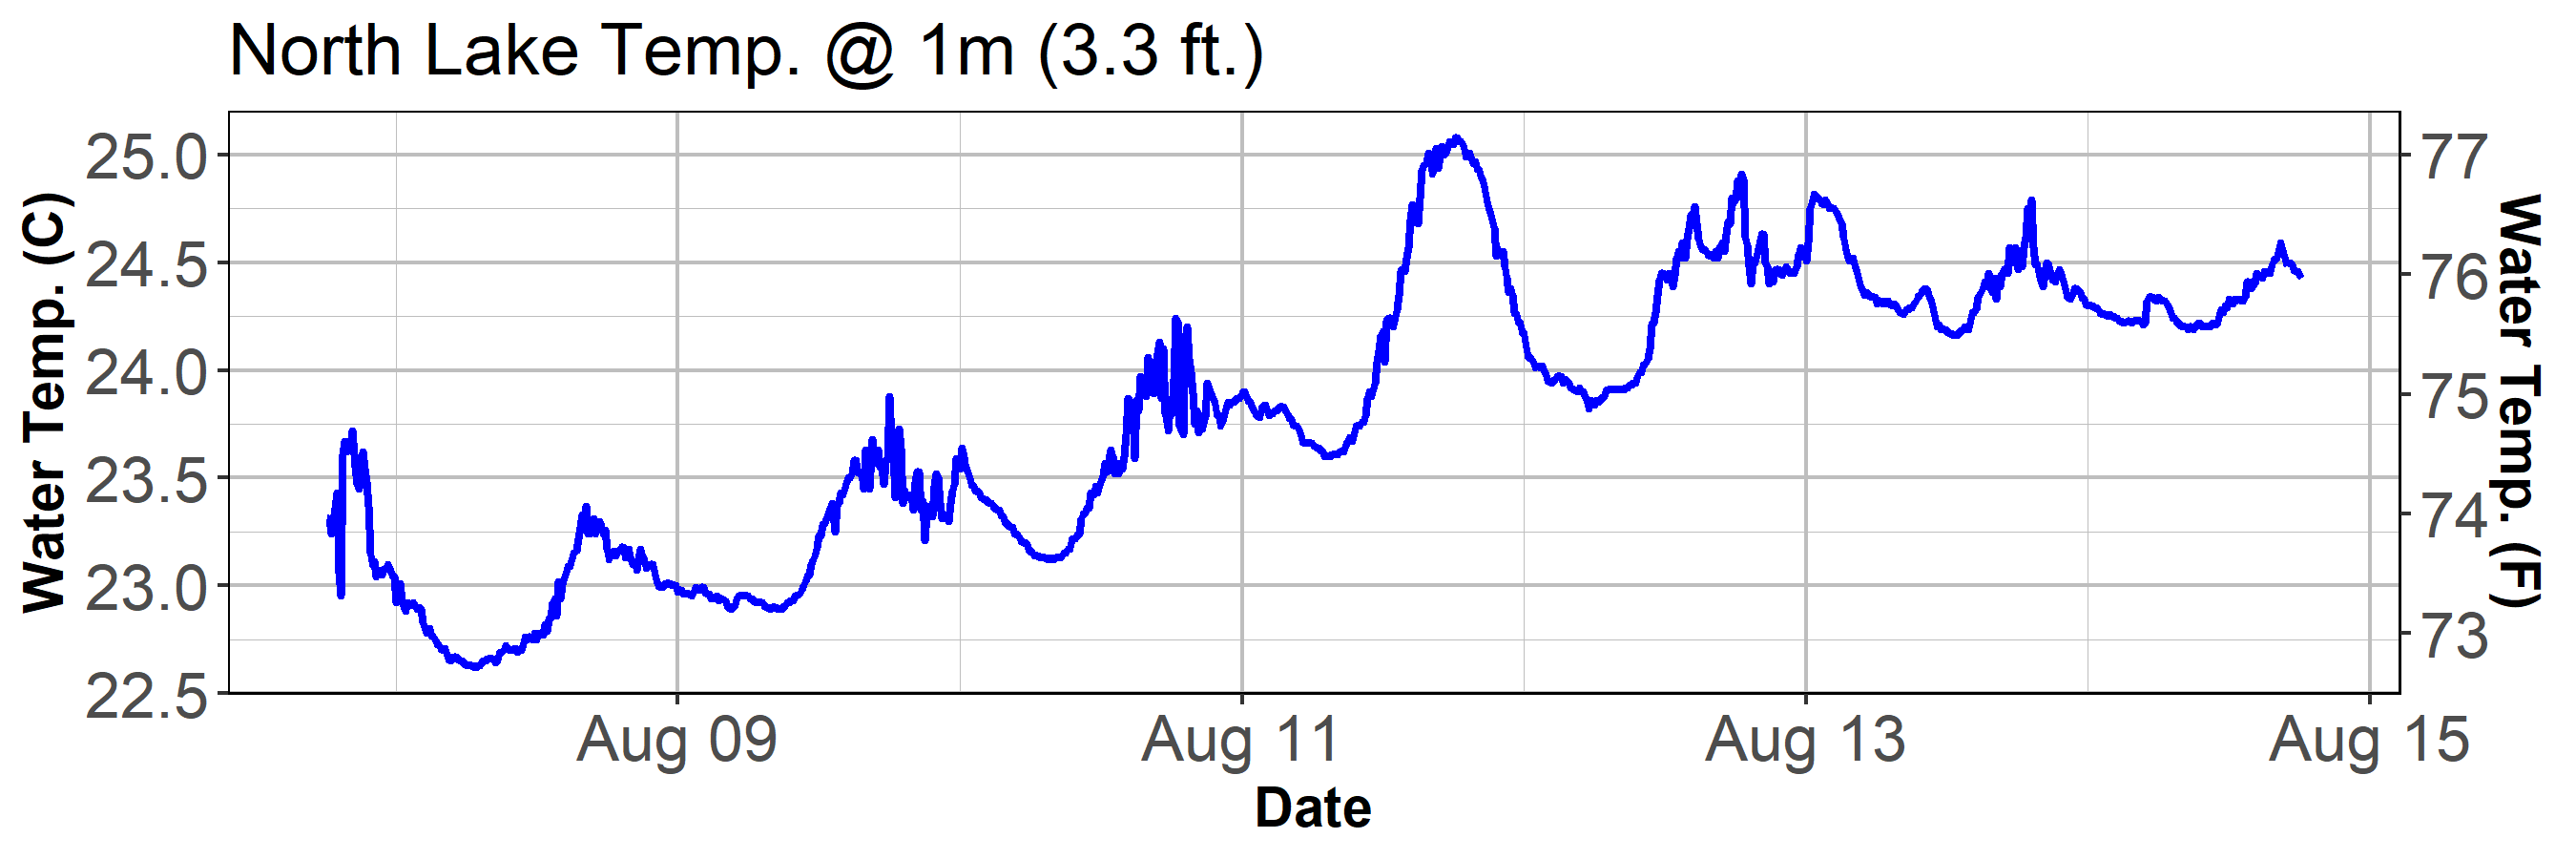 North Lake Temp. @ 1m (3.3 ft.)
Water Temp. (C)
25.0
24.5
24.0
23.5
23.0
22.5
77
76
75
74
73
Water Temp. (F)
Aug 09 Aug 11 Aug 13 Aug 15
Date